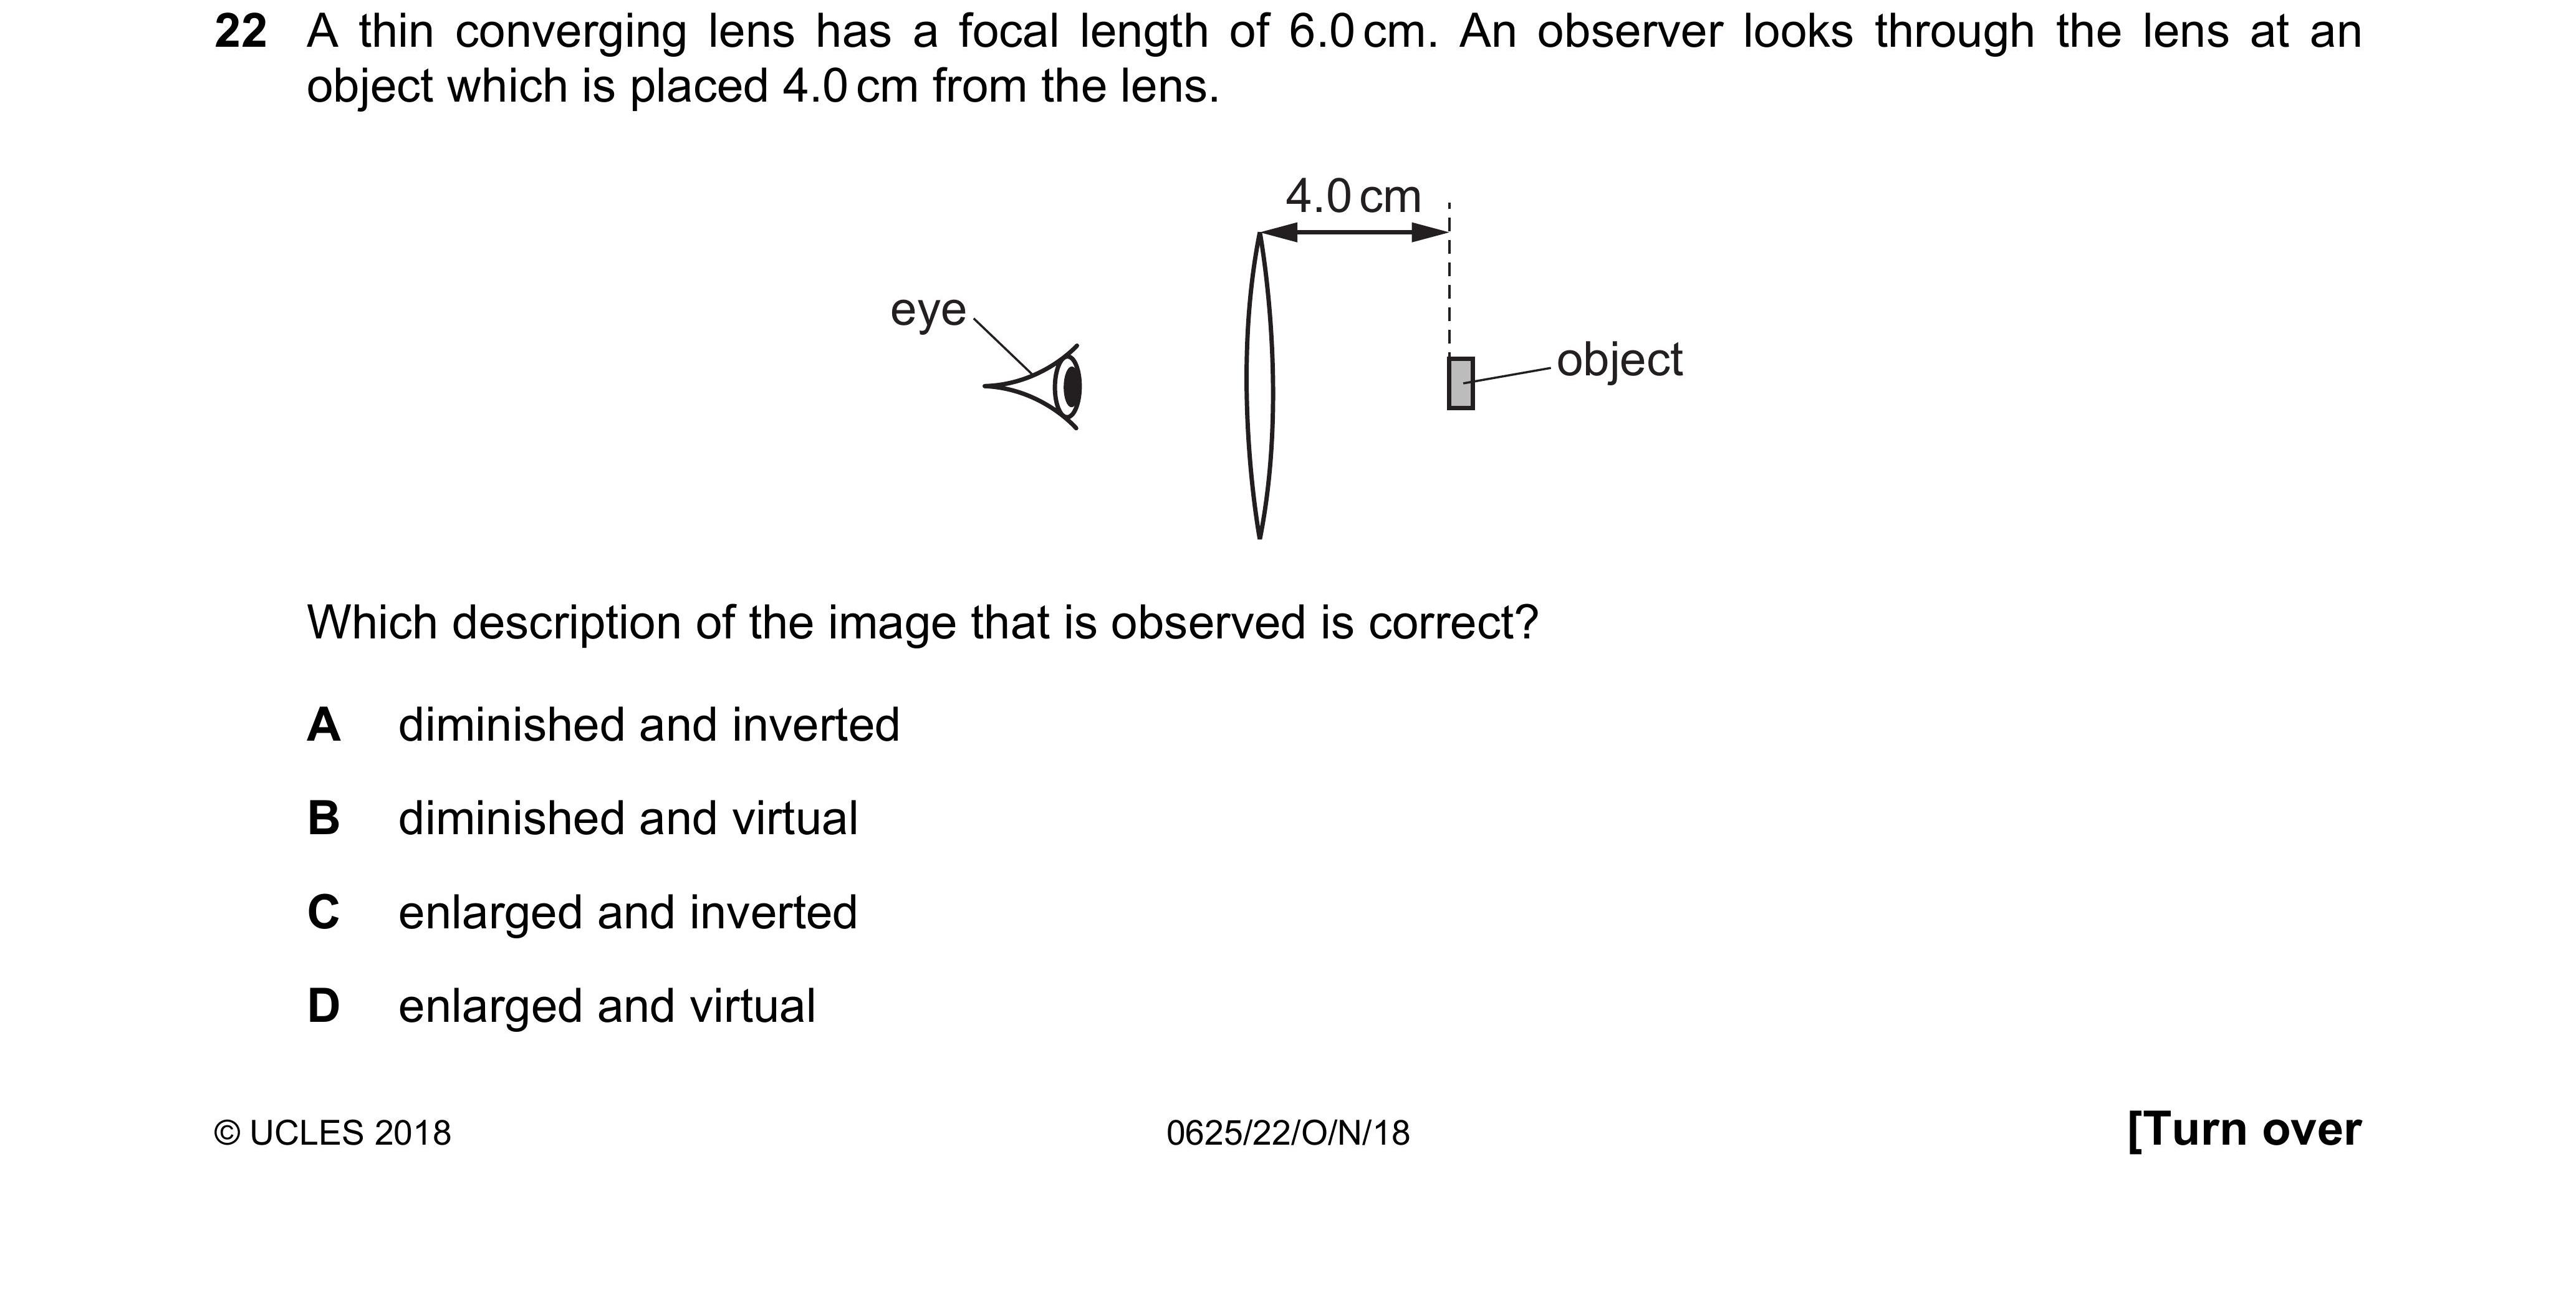 22 A thin converging lens has a focal length of 6.0 cm. An observer looks through the lens at an
object which is placed 4.0 cm from the lens.
4.0 cm
eye
object
Which description of the image that is observed is correct?
A diminished and inverted
B diminished and virtual
C enlarged and inverted
D enlarged and virtual
© UCLES 2018 0625/22/O/N/18 [Turn over